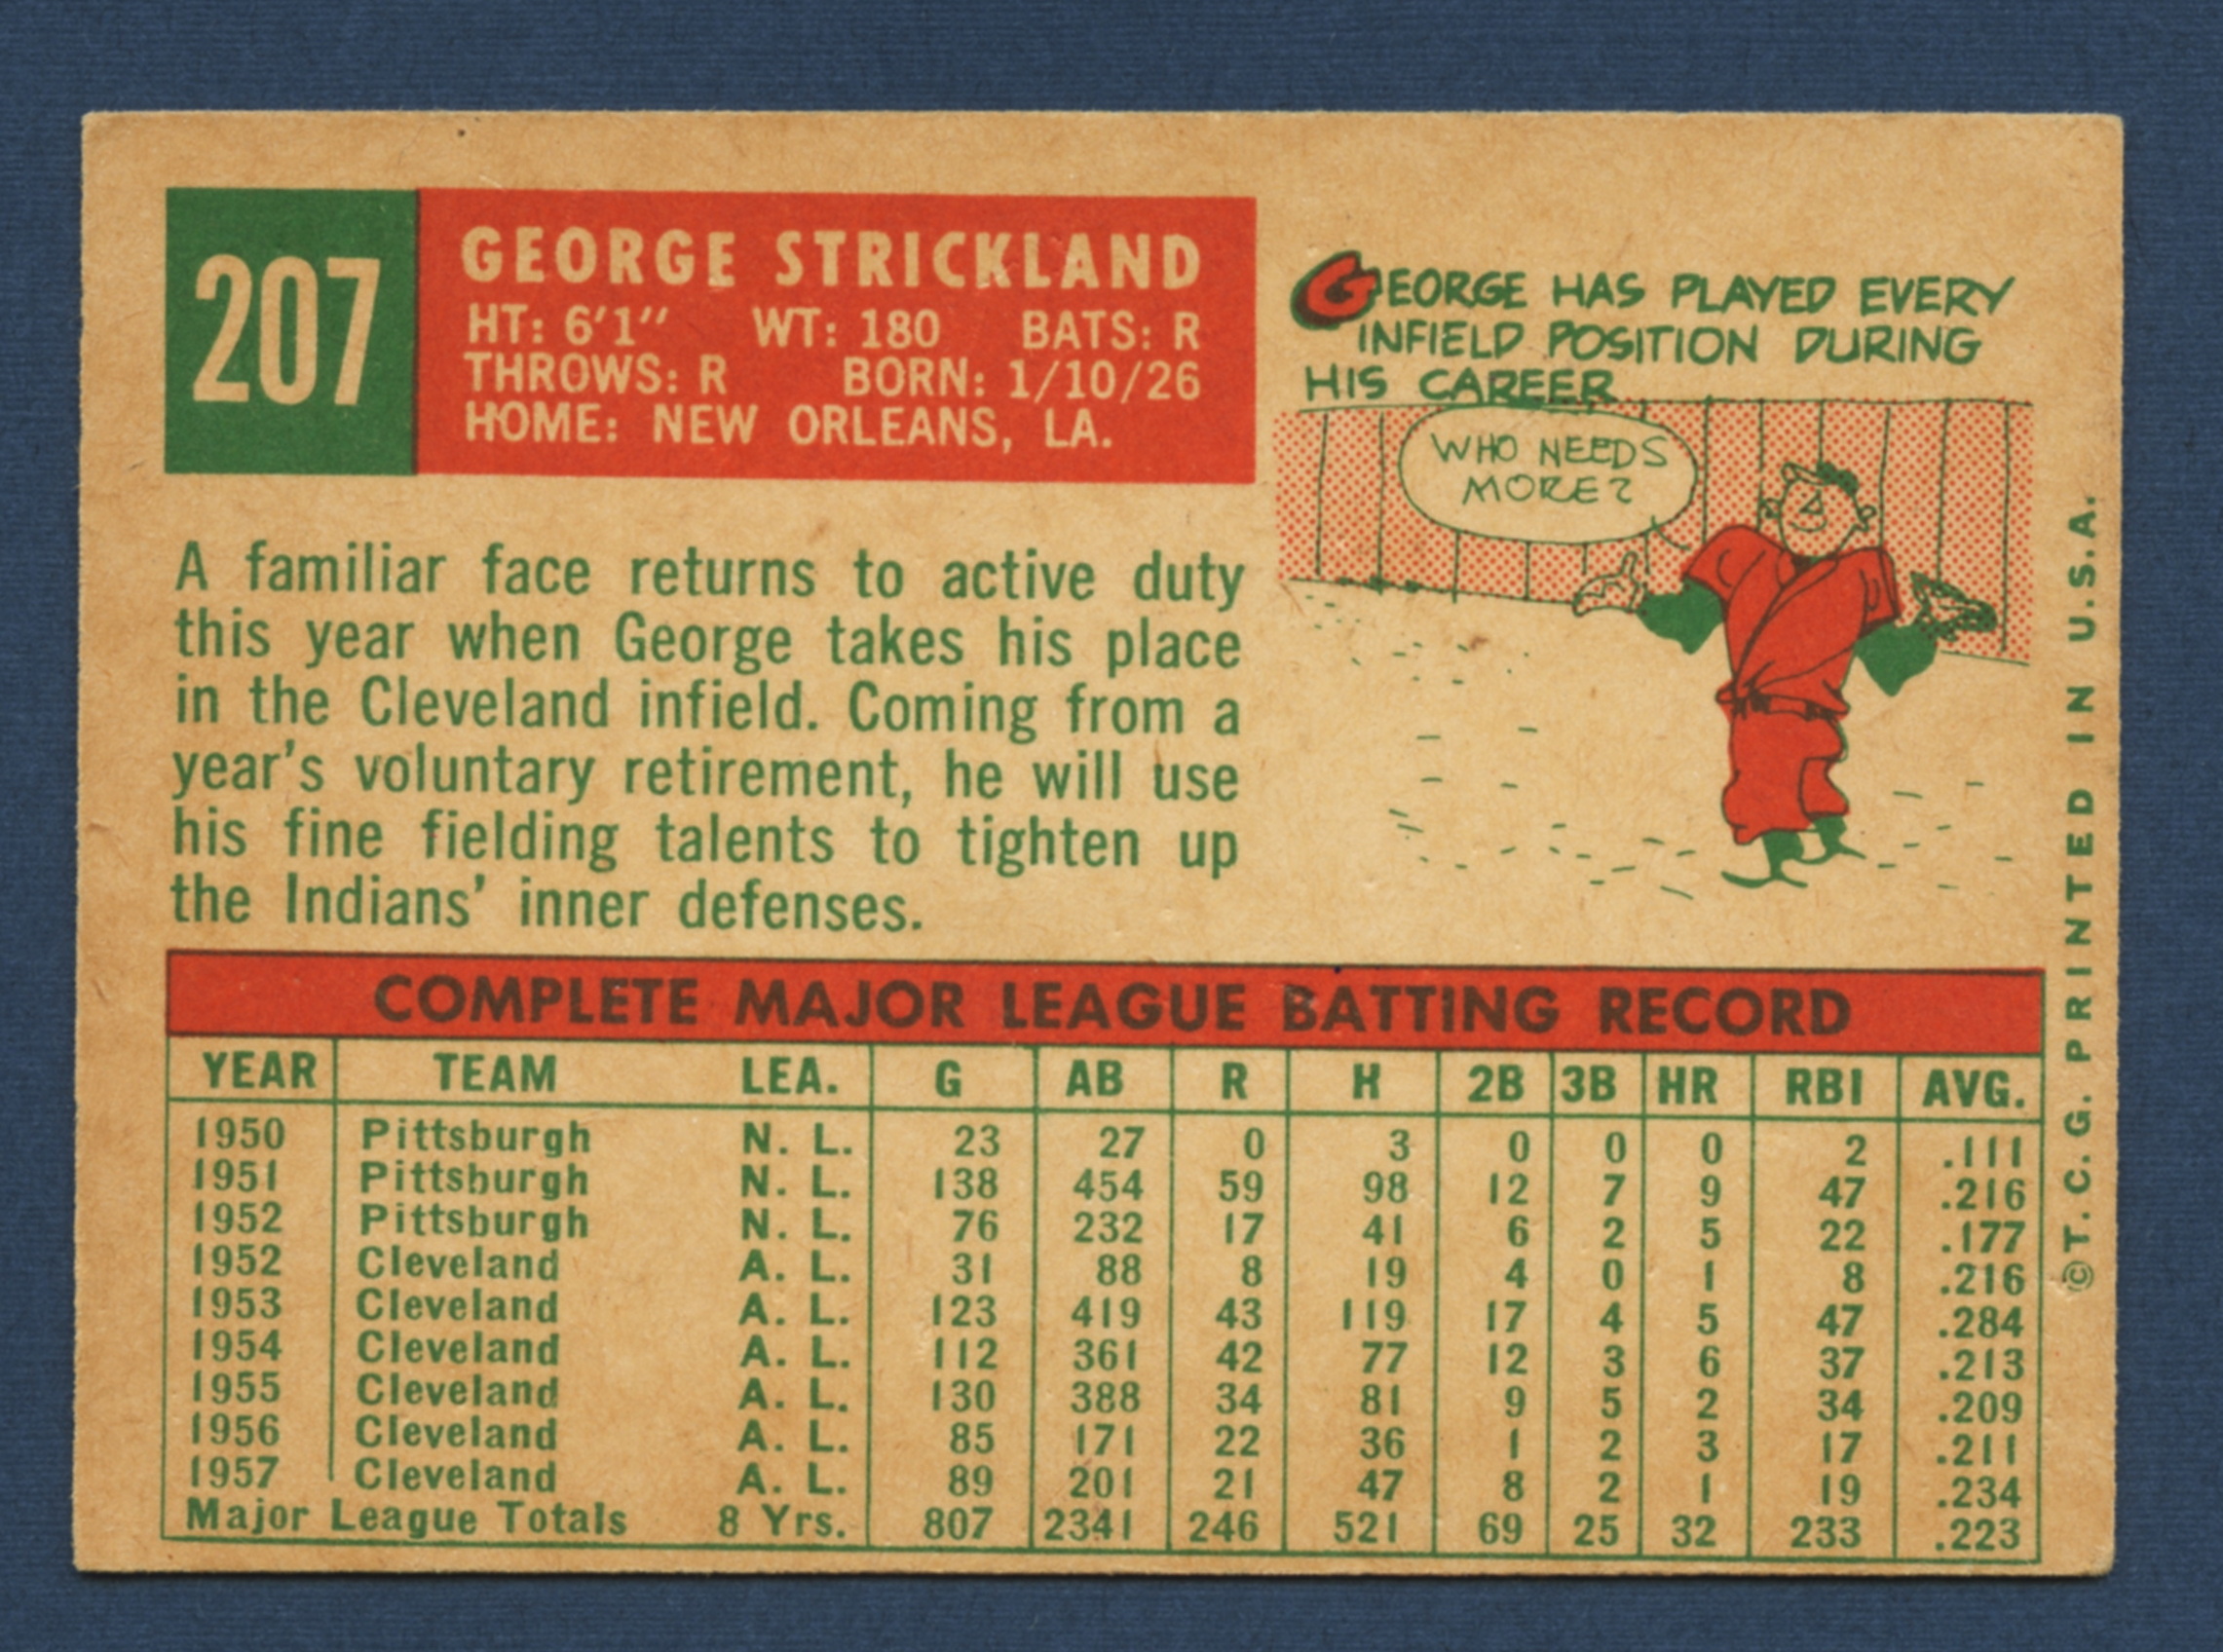 207
GEORGE STRICKLAND
HT: 6'1" WT: 180 BATS: R
THROWS: R BORN: 1/10/26
HOME: NEW ORLEANS, LA.
GEORGE HAS PLAYED EVERY
INFIELD POSITION DURING
HIS CAREER
WHO NEEDS
MORE?
A familiar face returns to active duty
this year when George takes his place
in the Cleveland infield. Coming from a
year's voluntary retirement, he will use
his fine fielding talents to tighten up
the Indians' inner defenses.
COMPLETE MAJOR LEAGUE BATTING RECORD
YEAR TEAM LEA. G AB R H 2B 3B HR RBI AVG.
1950 Pittsburgh N. L. 23 27 0 3 0 0 0 2 .111
1951 Pittsburgh N. L. 138 454 59 98 12 7 9 47 .216
1952 Pittsburgh N. L. 76 232 17 41 6 2 5 22 .177
1952 Cleveland A. L. 31 88 8 19 4 0 1 8 .216
1953 Cleveland A. L. 123 419 43 119 17 4 5 47 .284
1954 Cleveland A. L. 112 361 42 77 12 3 6 37 .213
1955 Cleveland A. L. 130 388 34 81 9 5 2 34 .209
1956 Cleveland A. L. 85 171 22 36 1 2 3 17 .211
1957 Cleveland A. L. 89 201 21 47 8 2 1 19 .234
Major League Totals 8 Yrs. 807 2341 246 521 69 25 32 233 .223
©T. C. G. PRINTED IN U.S.A.